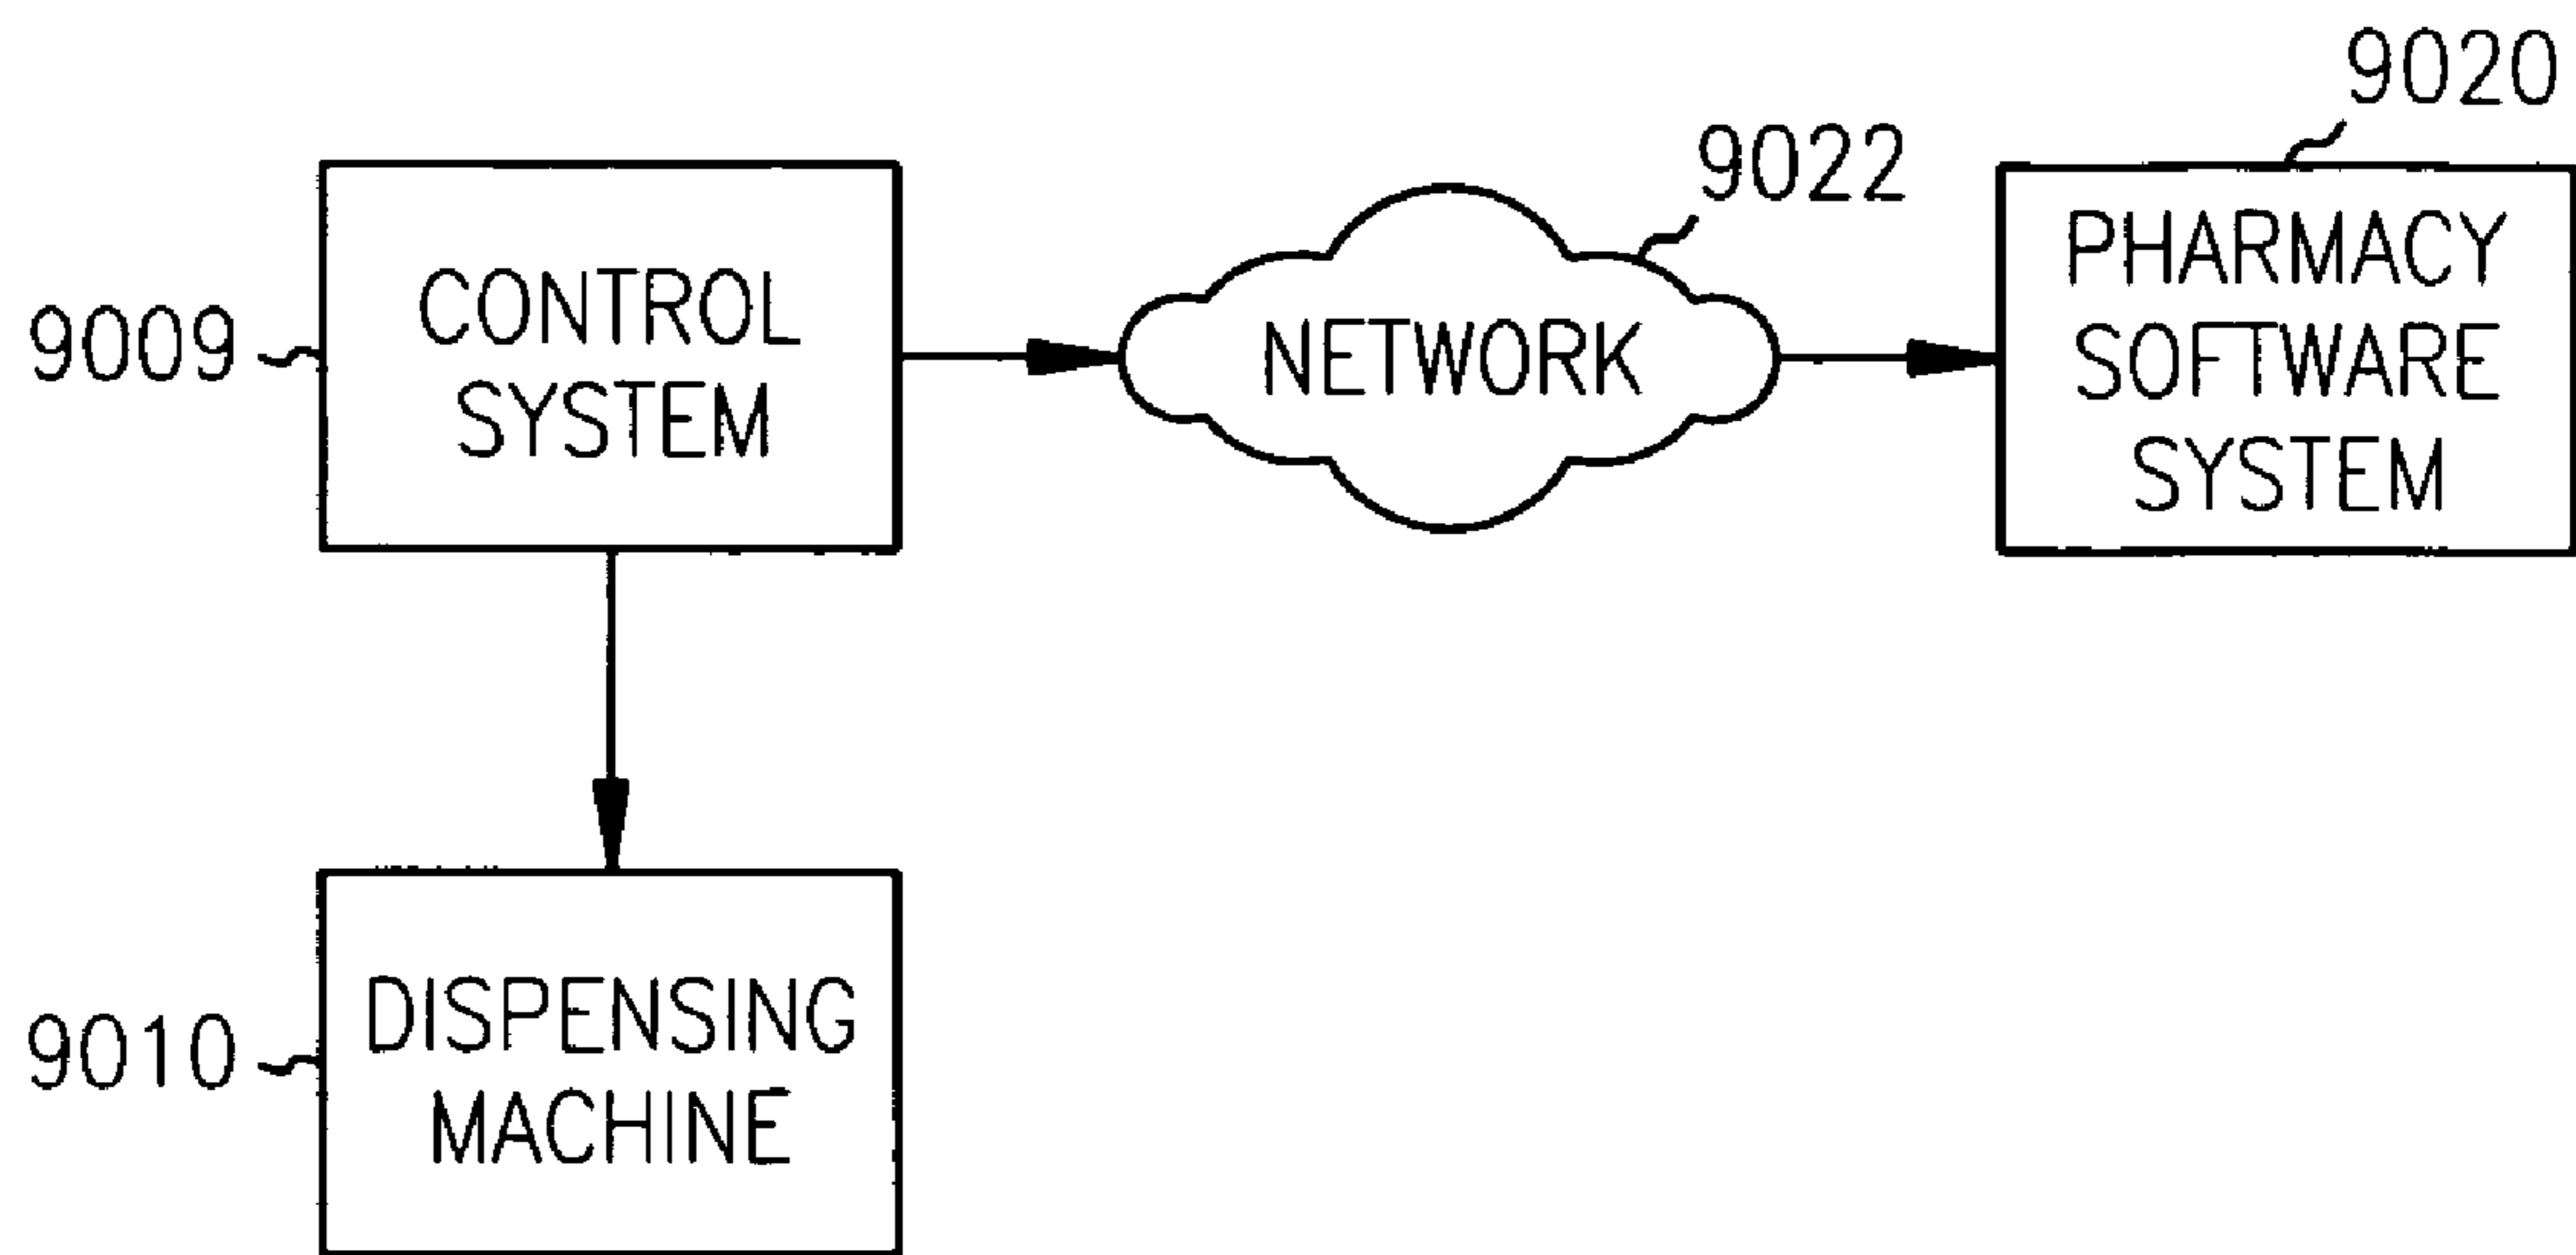 9020
9022
PHARMACY
SOFTWARE
SYSTEM
CONTROL
SYSTEM
9009
NETWORK
DISPENSING
MACHINE
9010